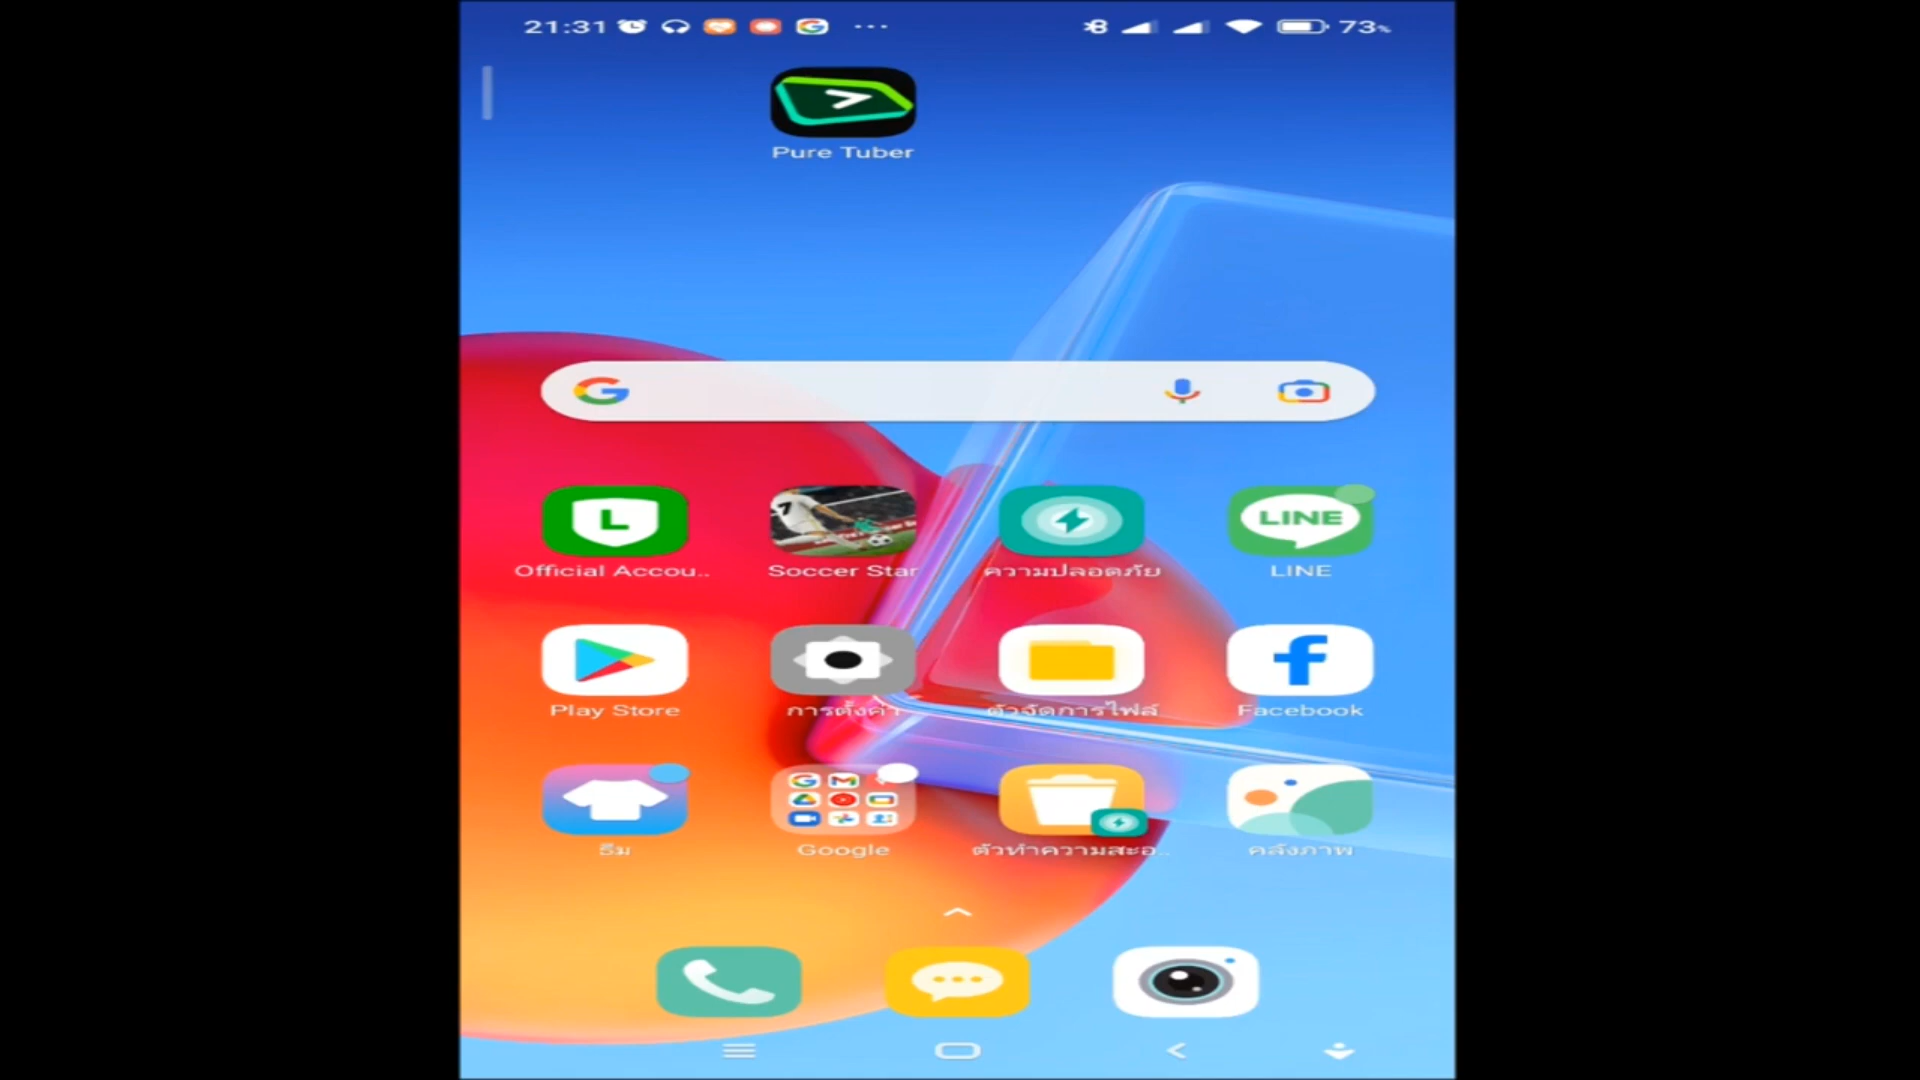 21:31 73%
Pure Tuber
Official Accou..
Soccer Star
ความปลอดภัย
LINE
LINE
Play Store
การตั้งค่า
ตัวจัดการไฟล์
Facebook
ธีม
Google
ตัวทำความสะอ..
คลังภาพ